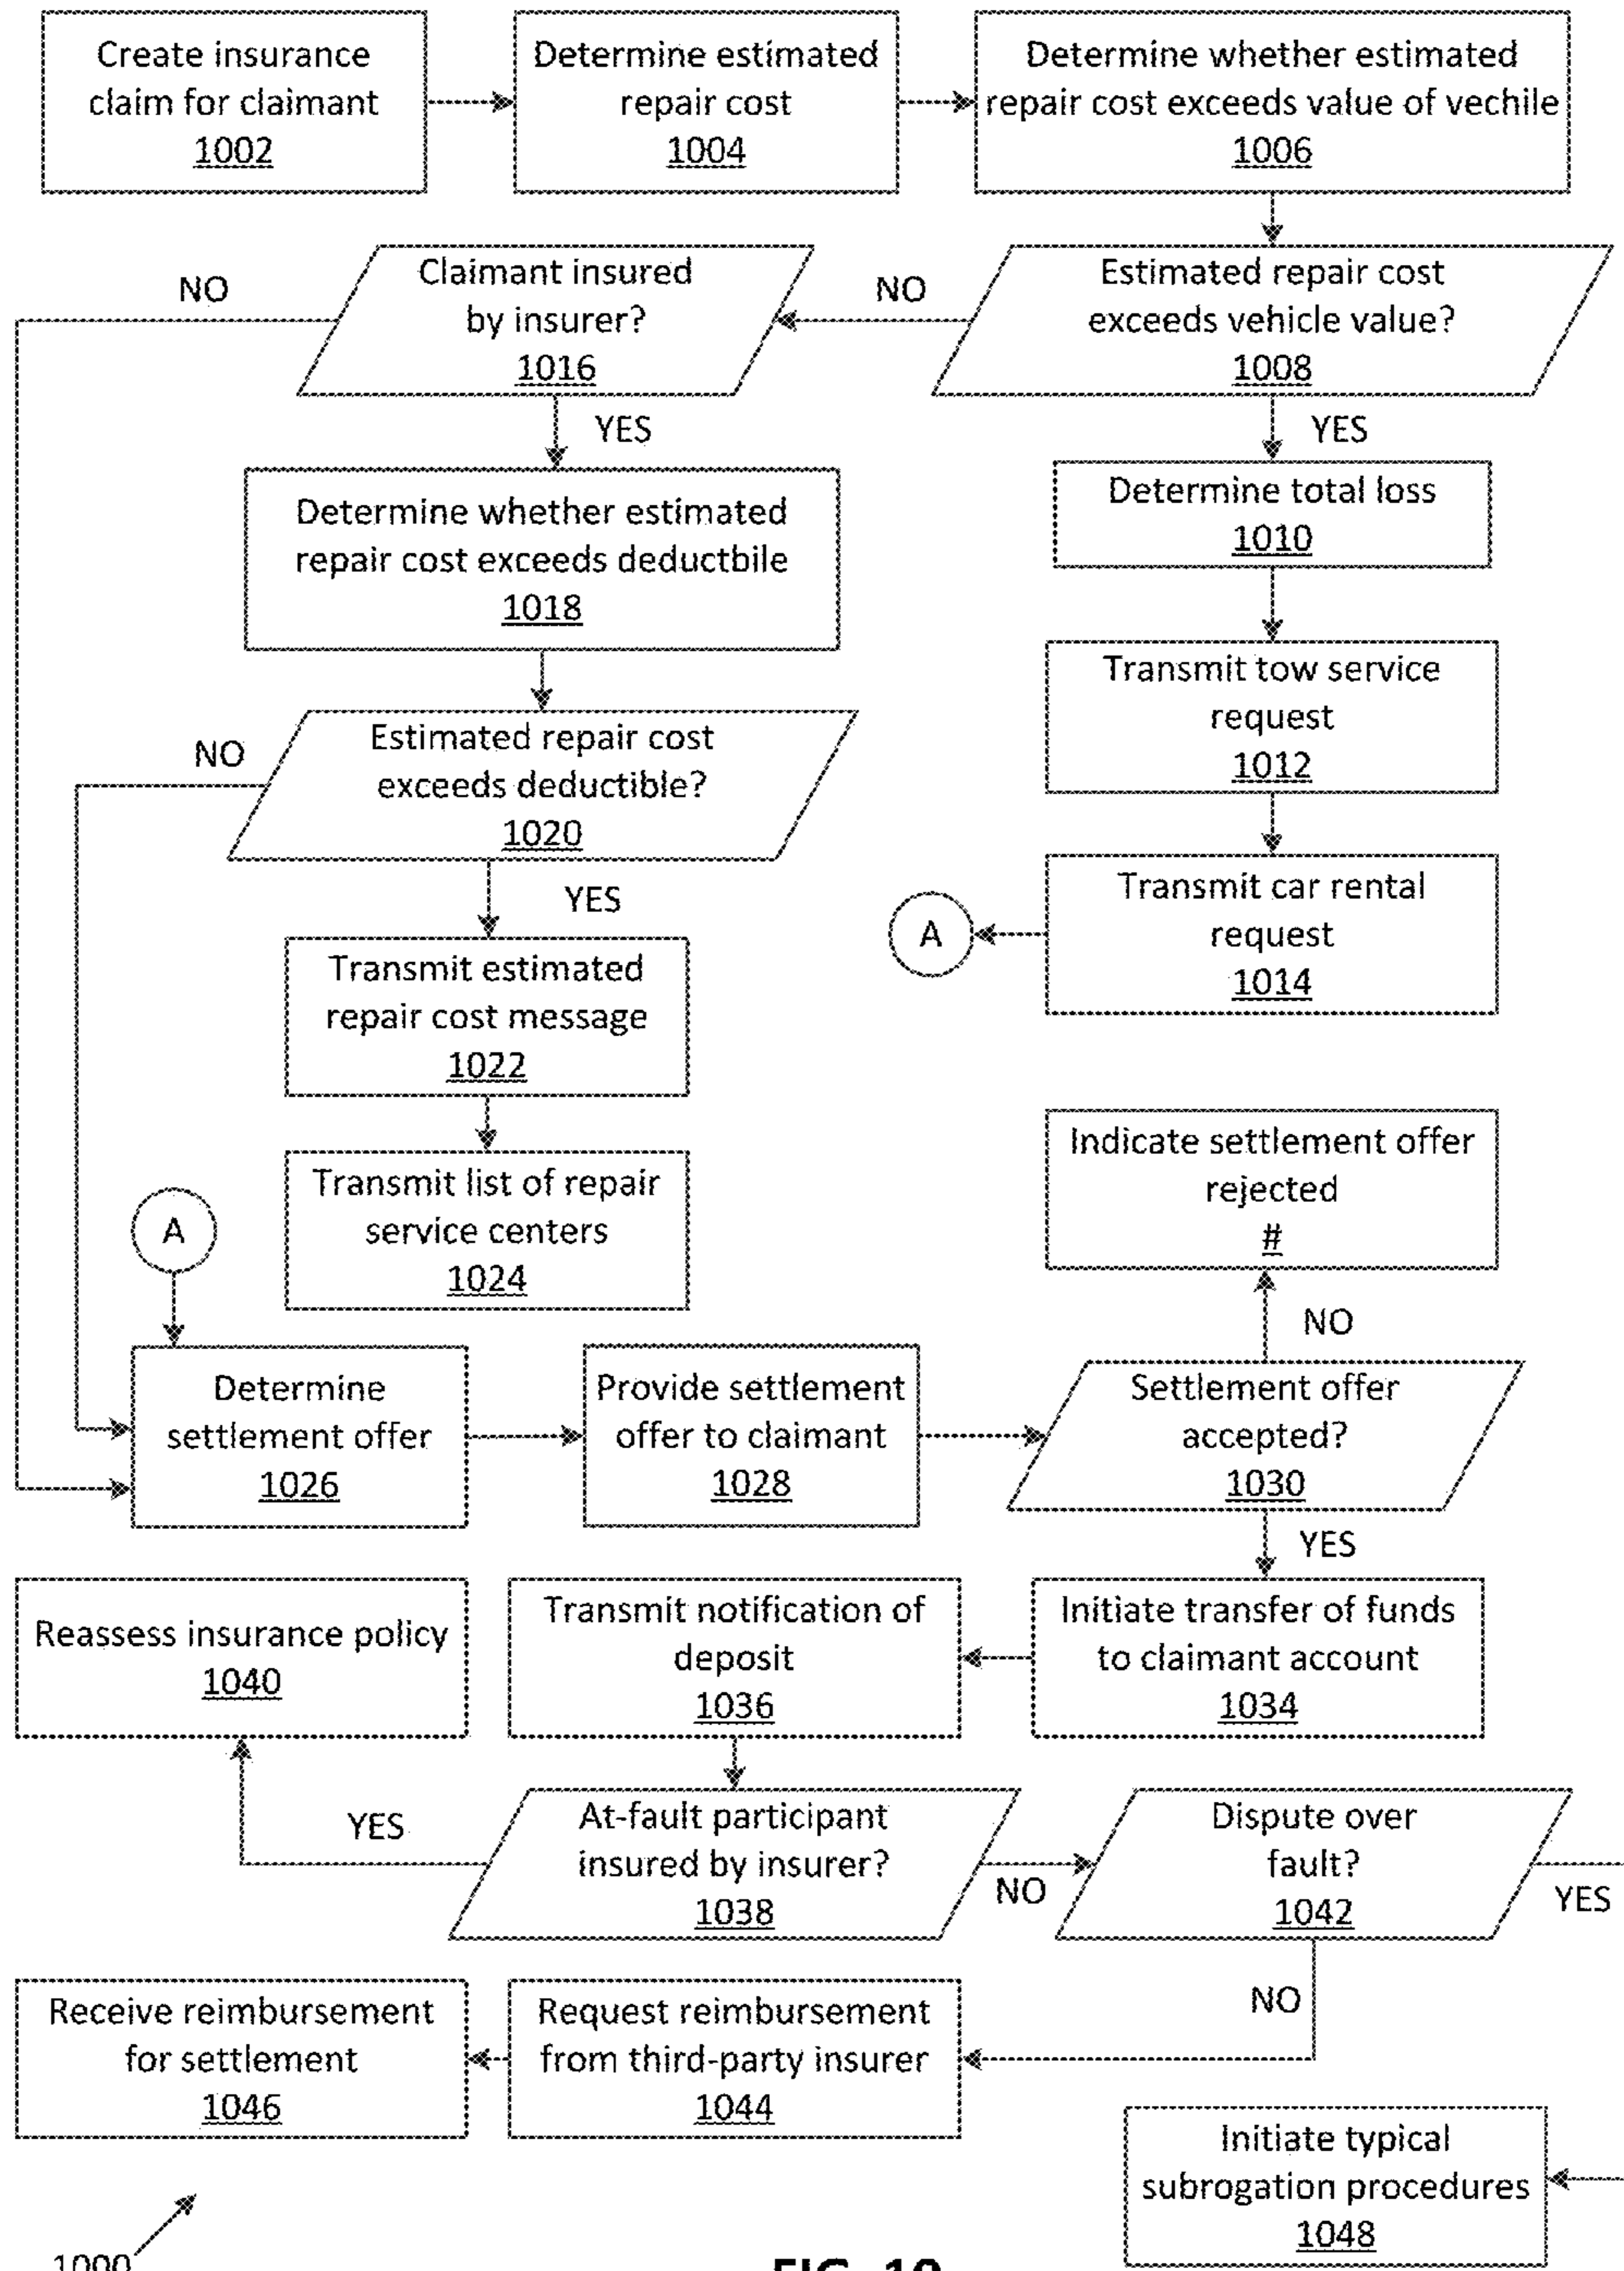 Create insurance
claim for claimant
1002
Determine estimated
repair cost
1004
Determine whether estimated
repair cost exceeds value of vechile
1006
Claimant insured
by insurer?
1016
NO
NO
Estimated repair cost
exceeds vehicle value?
1008
YES
YES
Determine whether estimated
repair cost exceeds deductbile
1018
Determine total loss
1010
Transmit tow service
request
1012
NO
Estimated repair cost
exceeds deductible?
1020
YES
Transmit car rental
request
1014
A
Transmit estimated
repair cost message
1022
Transmit list of repair
service centers
1024
Indicate settlement offer
rejected
#
NO
A
Determine
settlement offer
1026
Provide settlement
offer to claimant
1028
Settlement offer
accepted?
1030
YES
Reassess insurance policy
1040
Transmit notification of
deposit
1036
Initiate transfer of funds
to claimant account
1034
YES
At-fault participant
insured by insurer?
1038
NO
Dispute over
fault?
1042
YES
NO
Receive reimbursement
for settlement
1046
Request reimbursement
from third-party insurer
1044
Initiate typical
subrogation procedures
1048
1000
FIG. 10